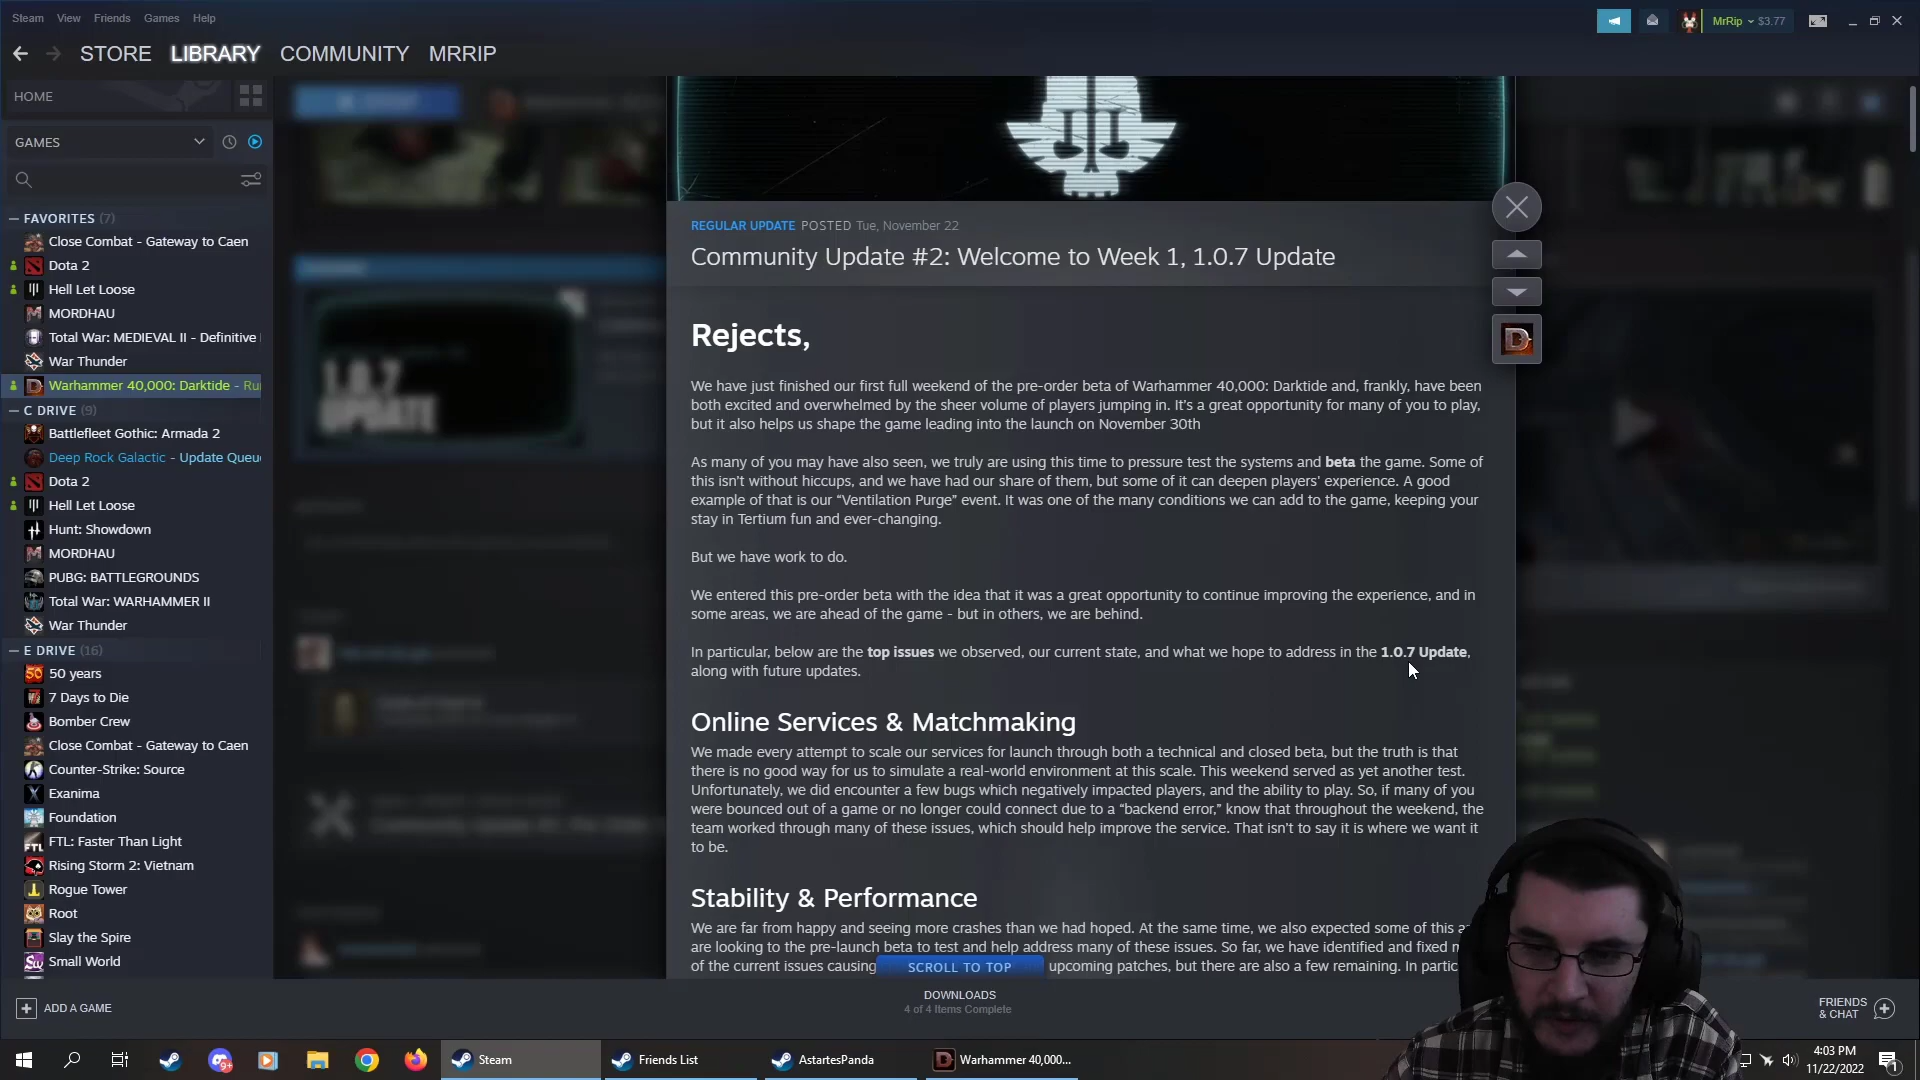 Steam View Friends Games Help
MrRip $3.77
STORE LIBRARY COMMUNITY MRRIP
HOME
GAMES
FAVORITES (7)
Close Combat - Gateway to Caen
Dota 2
Hell Let Loose
MORDHAU
Total War: MEDIEVAL II - Definitive
War Thunder
Warhammer 40,000: Darktide - Ru
C DRIVE (9)
Battlefleet Gothic: Armada 2
Deep Rock Galactic - Update Queu
Dota 2
Hell Let Loose
Hunt: Showdown
MORDHAU
PUBG: BATTLEGROUNDS
Total War: WARHAMMER II
War Thunder
E DRIVE (16)
50 years
7 Days to Die
Bomber Crew
Close Combat - Gateway to Caen
Counter-Strike: Source
Exanima
Foundation
FTL: Faster Than Light
Rising Storm 2: Vietnam
Rogue Tower
Root
Slay the Spire
Small World
ADD A GAME
1.0.7
UPDATE
REGULAR UPDATE POSTED Tue, November 22
Community Update #2: Welcome to Week 1, 1.0.7 Update
Rejects,
We have just finished our first full weekend of the pre-order beta of Warhammer 40,000: Darktide and, frankly, have been
both excited and overwhelmed by the sheer volume of players jumping in. It's a great opportunity for many of you to play,
but it also helps us shape the game leading into the launch on November 30th
As many of you may have also seen, we truly are using this time to pressure test the systems and beta the game. Some of
this isn't without hiccups, and we have had our share of them, but some of it can deepen players' experience. A good
example of that is our “Ventilation Purge” event. It was one of the many conditions we can add to the game, keeping your
stay in Tertium fun and ever-changing.
But we have work to do.
We entered this pre-order beta with the idea that it was a great opportunity to continue improving the experience, and in
some areas, we are ahead of the game - but in others, we are behind.
In particular, below are the top issues we observed, our current state, and what we hope to address in the 1.0.7 Update,
along with future updates.
Online Services & Matchmaking
We made every attempt to scale our services for launch through both a technical and closed beta, but the truth is that
there is no good way for us to simulate a real-world environment at this scale. This weekend served as yet another test.
Unfortunately, we did encounter a few bugs which negatively impacted players, and the ability to play. So, if many of you
were bounced out of a game or no longer could connect due to a “backend error,” know that throughout the weekend, the
team worked through many of these issues, which should help improve the service. That isn't to say it is where we want it
to be.
Stability & Performance
We are far from happy and seeing more crashes than we had hoped. At the same time, we also expected some of this a
are looking to the pre-launch beta to test and help address many of these issues. So far, we have identified and fixed
of the current issues causing SCROLL TO TOP upcoming patches, but there are also a few remaining. In partic
DOWNLOADS
4 of 4 Items Complete
FRIENDS
& CHAT
9+
Steam
Friends List
AstartesPanda
Warhammer 40,000...
4:03 PM
11/22/2022
1